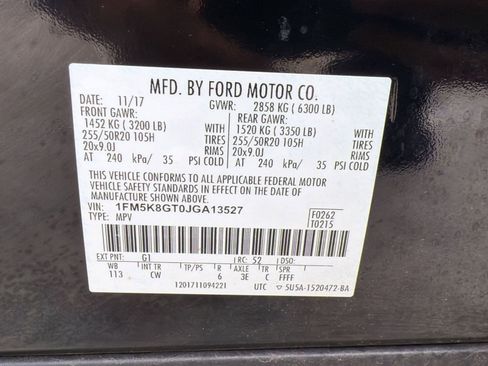 MFD. BY FORD MOTOR CO.
DATE: 11/17 GVWR: 2858 KG ( 6300 LB)
FRONT GAWR: REAR GAWR:
1452 KG ( 3200 LB) WITH 1520 KG ( 3350 LB) WITH
255/50R20 105H TIRES 255/50R20 105H TIRES
20x9.0J RIMS 20x9.0J RIMS
AT 240 kPa/ 35 PSI COLD AT 240 kPa/ 35 PSI COLD
THIS VEHICLE CONFORMS TO ALL APPLICABLE FEDERAL MOTOR
VEHICLE SAFETY STANDARDS IN EFFECT ON THE DATE OF
MANUFACTURE SHOWN ABOVE.
VIN: 1FM5K8GT0JGA13527 F0262
TYPE: MPV T0215
EXT PNT: G1 RC: 52 DSO:
WB INT TR TP/PS R AXLE TR SPR
113 CW 6 3E C FFFF
1201711094221 UTC 5U5A-1520472-BA